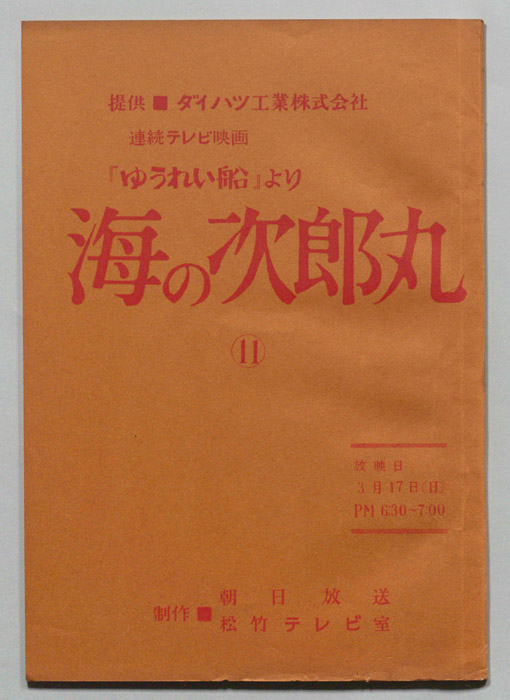 提供■ダイハツ工業株式会社
連続テレビ映画
『ゆうれい船』より
海の次郎丸
⑪
放映日
3月17日(日)
PM 6:30~7:00
制作■朝日放送
松竹テレビ室